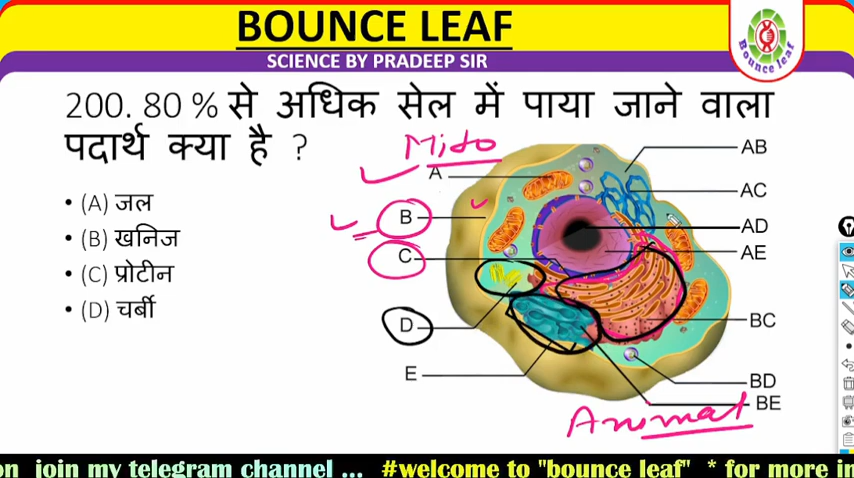 BOUNCE LEAF
SCIENCE BY PRADEEP SIR
Bounce leaf
200. 80 % से अधिक सेल में पाया जाने वाला
पदार्थ क्या है ?
Mito
• (A) जल
• (B) खनिज
• (C) प्रोटीन
• (D) चर्बी
A
B
C
D
E
AB
AC
AD
AE
BC
BD
BE
on join my telegram channel ... #welcome to "bounce leaf" * for more in